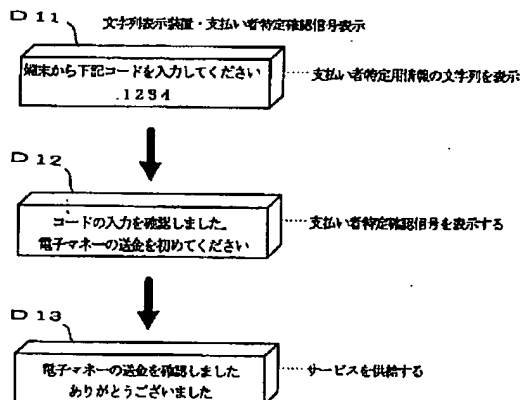 D11
文字列表示装置・支払い者特定確認信号表示
端末から下記コードを入力してください
.1234
支払い者特定用情報の文字列を表示
D12
コードの入力を確認しました。
電子マネーの送金を初めてください
支払い者特定確認信号を表示する
D13
電子マネーの送金を確認しました
ありがとうございました
サービスを供給する